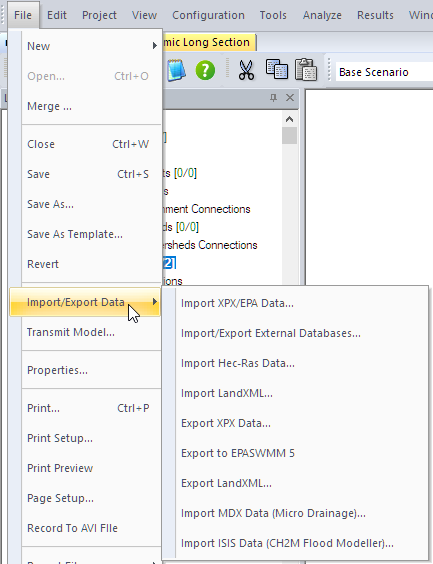 File Edit Project View Configuration Tools Analyze Results
mic Long Section
Base Scenario
New
Open... Ctrl+O
Merge ...
Close Ctrl+W
ts [0/0]
Save Ctrl+S
s
Save As...
nment Connections
ds [0/0]
Save As Template...
ersheds Connections
Revert
2]
ions
Import/Export Data
Import XPX/EPA Data...
Transmit Model...
Import/Export External Databases...
Properties...
Import Hec-Ras Data...
Import LandXML...
Print... Ctrl+P
Export XPX Data...
Print Setup...
Export to EPASWMM 5
Print Preview
Export LandXML...
Page Setup...
Import MDX Data (Micro Drainage)...
Record To AVI FIle
Import ISIS Data (CH2M Flood Modeller)...